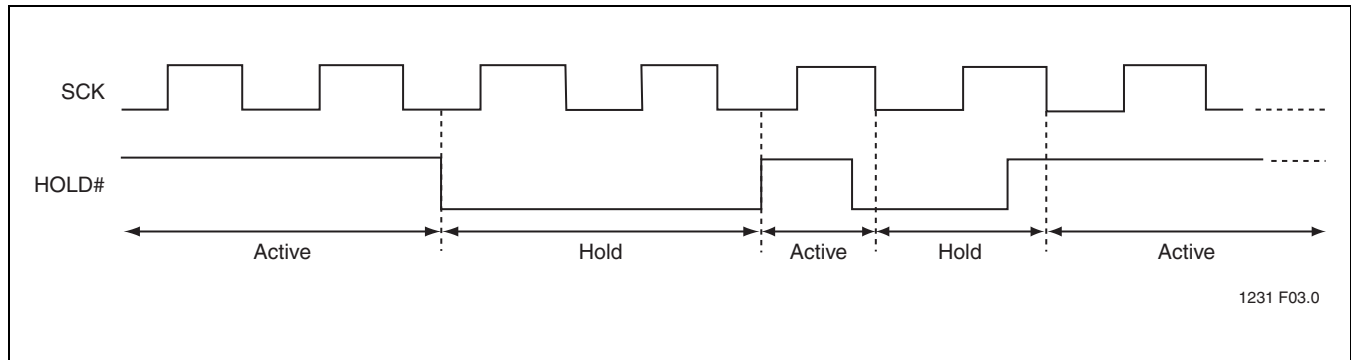 SCK
HOLD#
Active Hold Active Hold Active
1231 F03.0